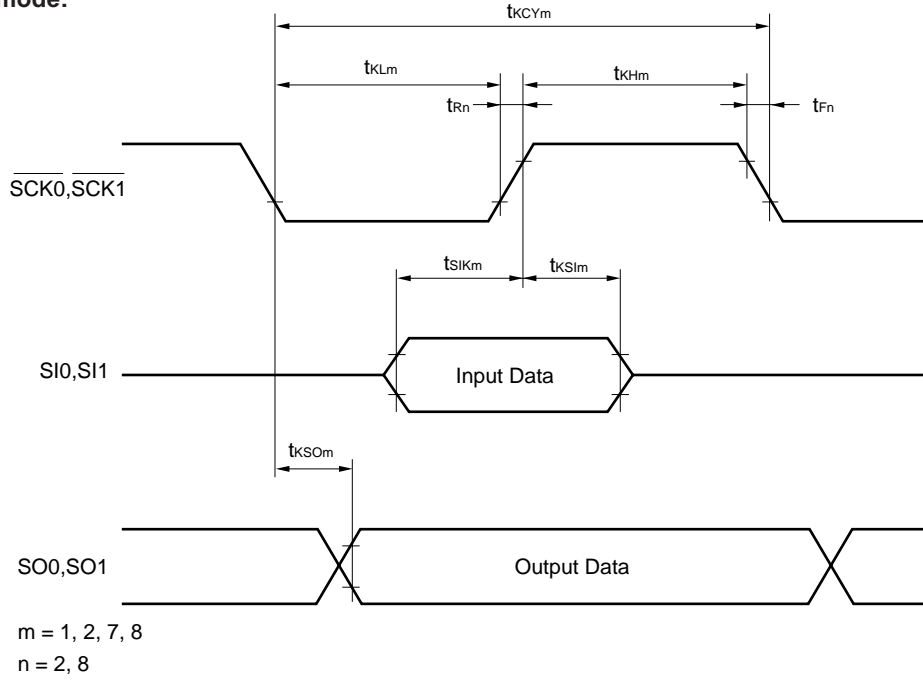 mode:
tKCYm
tKLm
tKHm
tRn
tFn
SCK0,SCK1
tSIKm
tKSIm
SI0,SI1
Input Data
tKSOm
SO0,SO1
Output Data
m = 1, 2, 7, 8
n = 2, 8